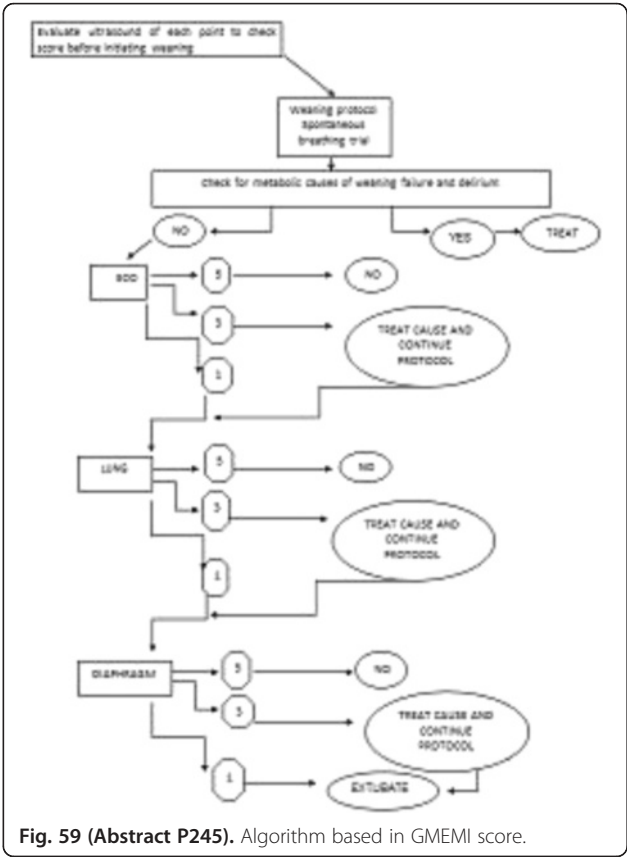 Evaluate ultrasound of each point to check
score before initiating weaning
Weaning protocol
Spontaneous
breathing trial
Check for metabolic causes of weaning failure and delirium
NO
YES
TREAT
5
NO
3
TREAT CAUSE AND
CONTINUE
PROTOCOL
1
LUNG
5
NO
3
TREAT CAUSE AND
CONTINUE
PROTOCOL
1
DIAPHRAGM
5
NO
3
TREAT CAUSE AND
CONTINUE
PROTOCOL
1
EXTUBATE
Fig. 59 (Abstract P245). Algorithm based in GMEMI score.